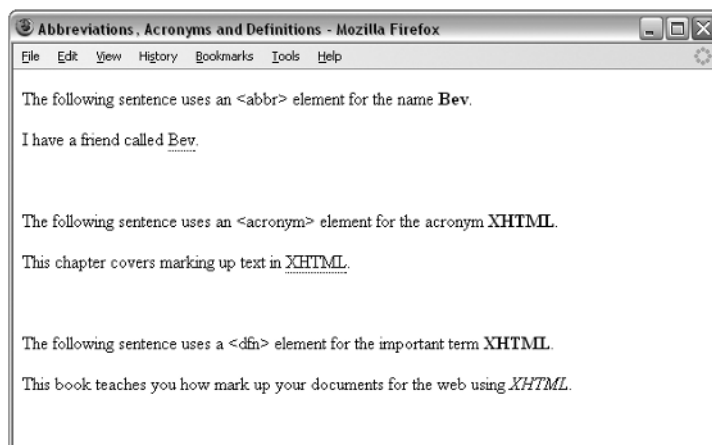 Abbreviations, Acronyms and Definitions - Mozilla Firefox
File Edit View History Bookmarks Tools Help
The following sentence uses an <abbr> element for the name Bev.
I have a friend called Bev.
The following sentence uses an <acronym> element for the acronym XHTML.
This chapter covers marking up text in XHTML.
The following sentence uses a <dfn> element for the important term XHTML.
This book teaches you how mark up your documents for the web using XHTML.